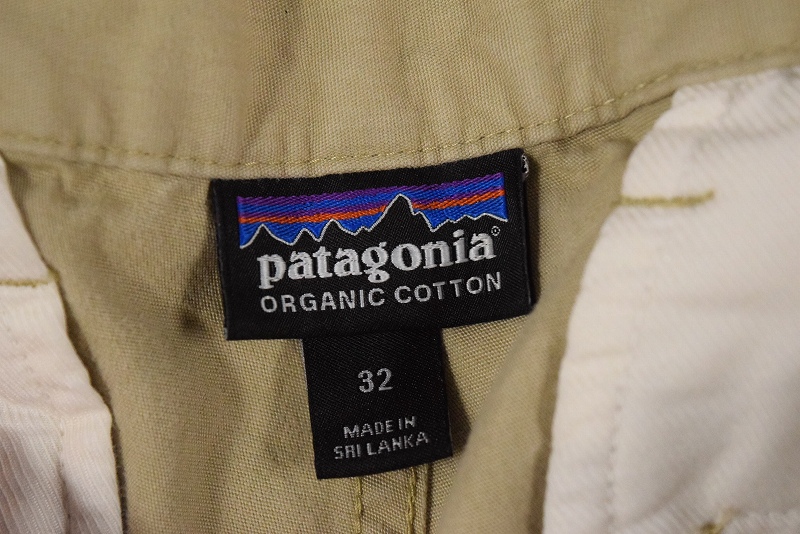 patagonia®
ORGANIC COTTON
32
MADE IN
SRI LANKA